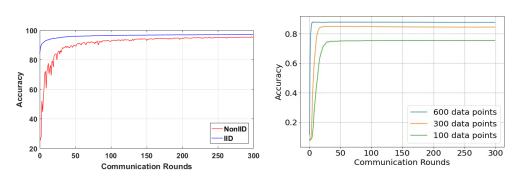 100
80
60
40
20
Accuracy
0 50 100 150 200 250 300
Communication Rounds
NonIID
IID
0.8
0.6
0.4
0.2
Accuracy
0 50 100 150 200 250 300
Communication Rounds
600 data points
300 data points
100 data points